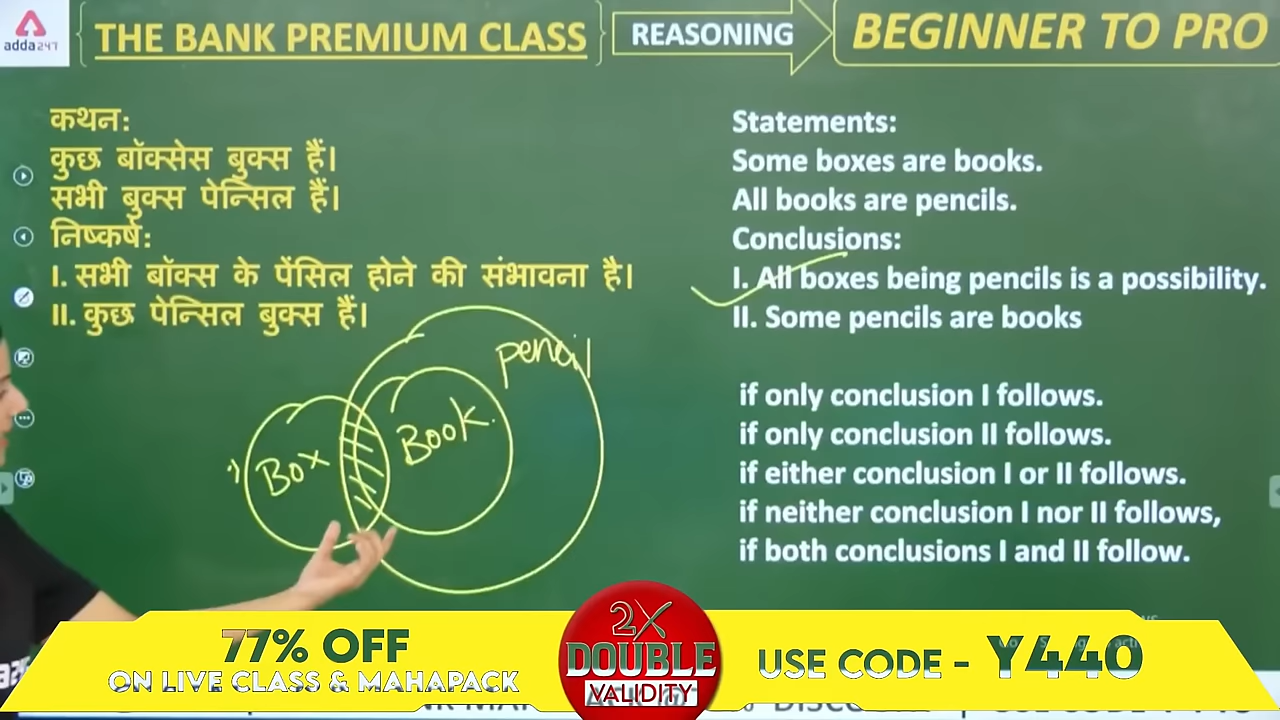 adda247
THE BANK PREMIUM CLASS
REASONING
BEGINNER TO PRO
कथन:
कुछ बॉक्सेस बुक्स हैं।
सभी बुक्स पेन्सिल हैं।
निष्कर्ष:
I. सभी बॉक्स के पेंसिल होने की संभावना है।
II. कुछ पेन्सिल बुक्स हैं।
Statements:
Some boxes are books.
All books are pencils.
Conclusions:
I. All boxes being pencils is a possibility.
II. Some pencils are books
if only conclusion I follows.
if only conclusion II follows.
if either conclusion I or II follows.
if neither conclusion I nor II follows,
if both conclusions I and II follow.
pencil
Book
Box
77% OFF
ON LIVE CLASS & MAHAPACK
2X
DOUBLE
VALIDITY
USE CODE - Y440